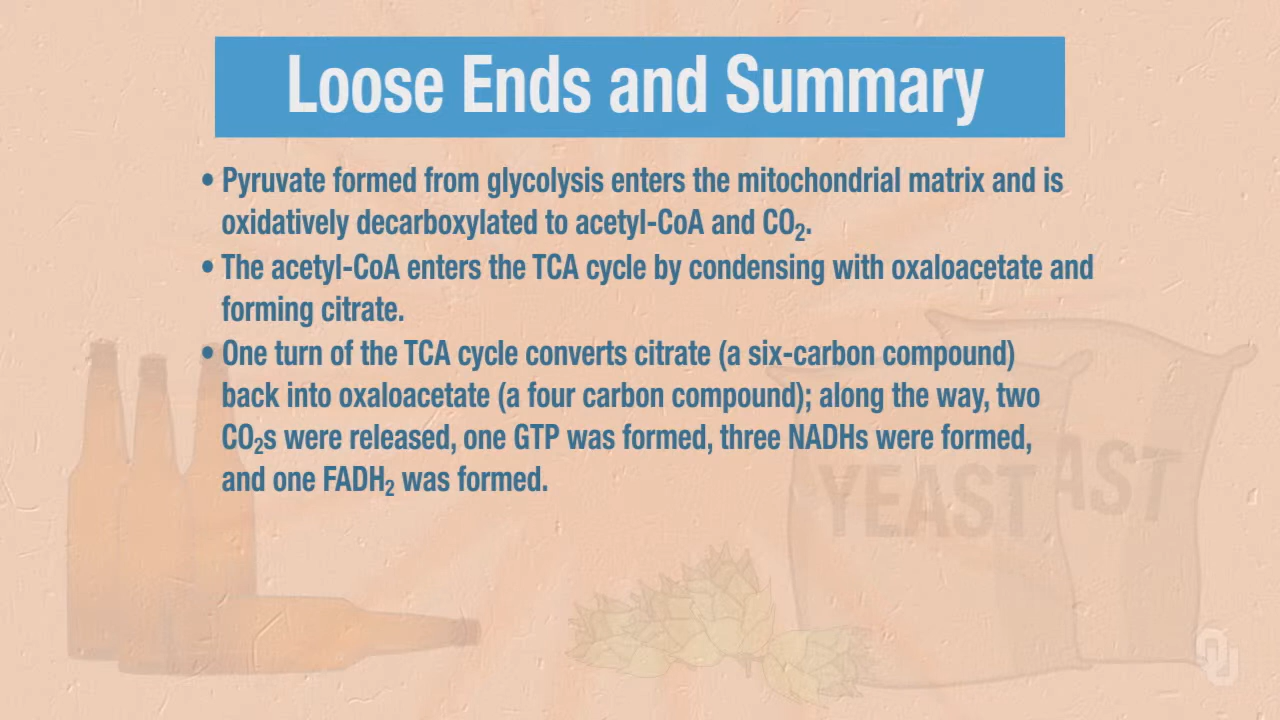 Loose Ends and Summary
• Pyruvate formed from glycolysis enters the mitochondrial matrix and is
oxidatively decarboxylated to acetyl-CoA and CO₂.
• The acetyl-CoA enters the TCA cycle by condensing with oxaloacetate and
forming citrate.
• One turn of the TCA cycle converts citrate (a six-carbon compound)
back into oxaloacetate (a four carbon compound); along the way, two
CO₂s were released, one GTP was formed, three NADHs were formed,
and one FADH₂ was formed.
YEAST
AST
OU